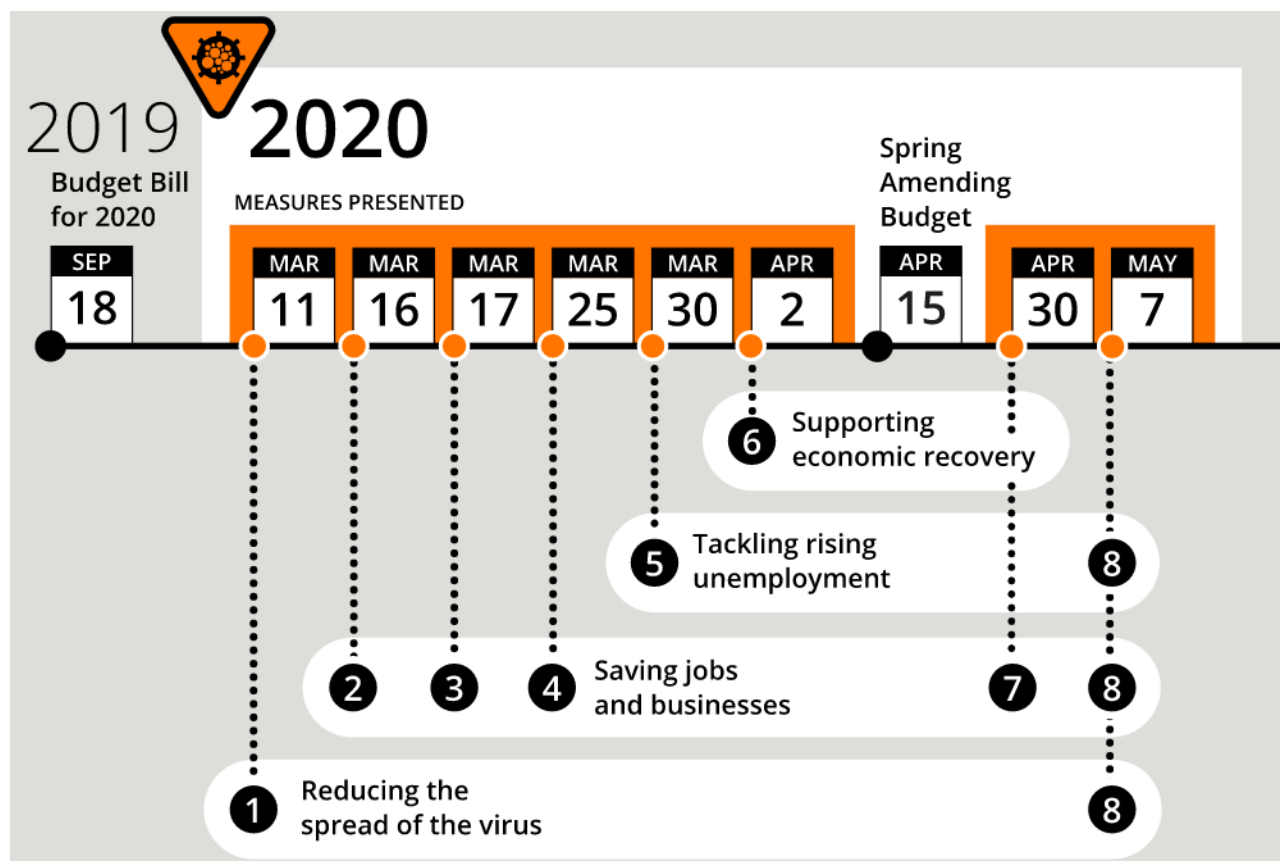 2019
Budget Bill
for 2020
SEP
18
2020
MEASURES PRESENTED
MAR
11
MAR
16
MAR
17
MAR
25
MAR
30
APR
2
Spring
Amending
Budget
APR
15
APR
30
MAY
7
6
Supporting
economic recovery
5
Tackling rising
unemployment
8
2
3
4
Saving jobs
and businesses
7
8
1
Reducing the
spread of the virus
8